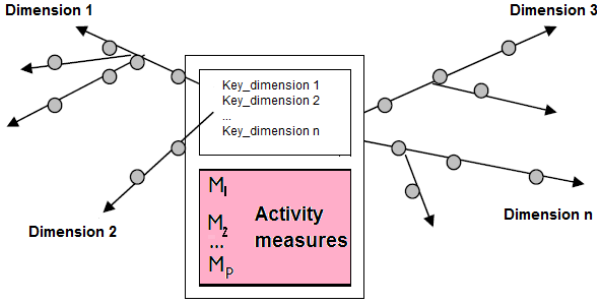 Dimension 1
Dimension 3
Key_dimension 1
Key_dimension 2
...
Key_dimension n
M1
M2
...
Mp
Activity
measures
Dimension 2
Dimension n